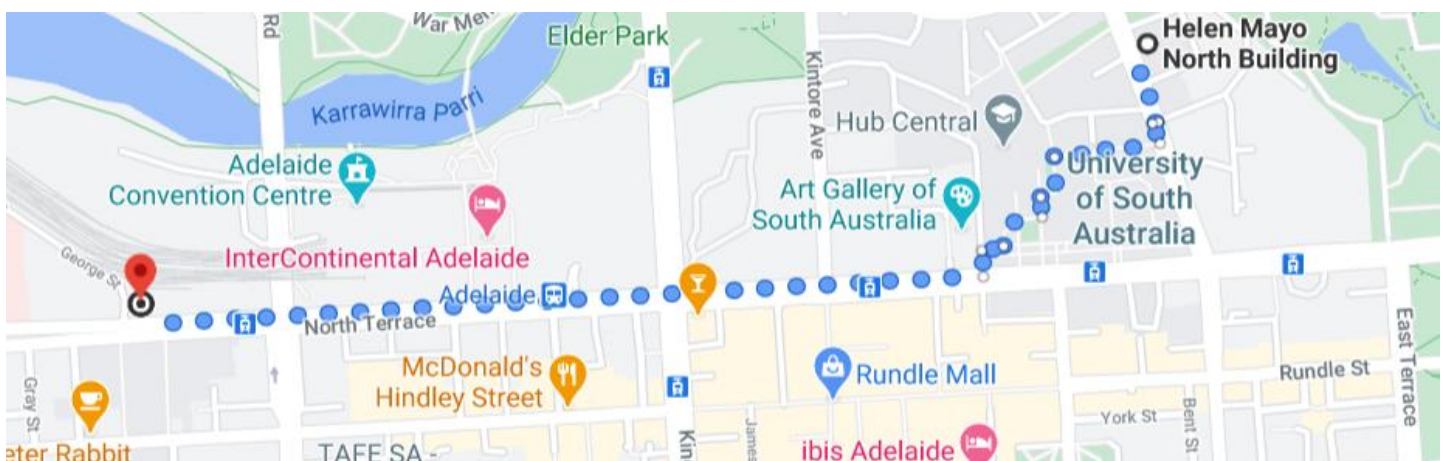 War Mem
Rd
Elder Park
Kintore Ave
Helen Mayo
North Building
Karrawirra Parri
Hub Central
Adelaide
Convention Centre
University
of South
Australia
Art Gallery of
South Australia
George St
InterContinental Adelaide
Adelaide
North Terrace
East Terrace
McDonald's
Hindley Street
Rundle Mall
Rundle St
Gray St
York St
Bent St
James
King
eter Rabbit
TAFE SA -
ibis Adelaide